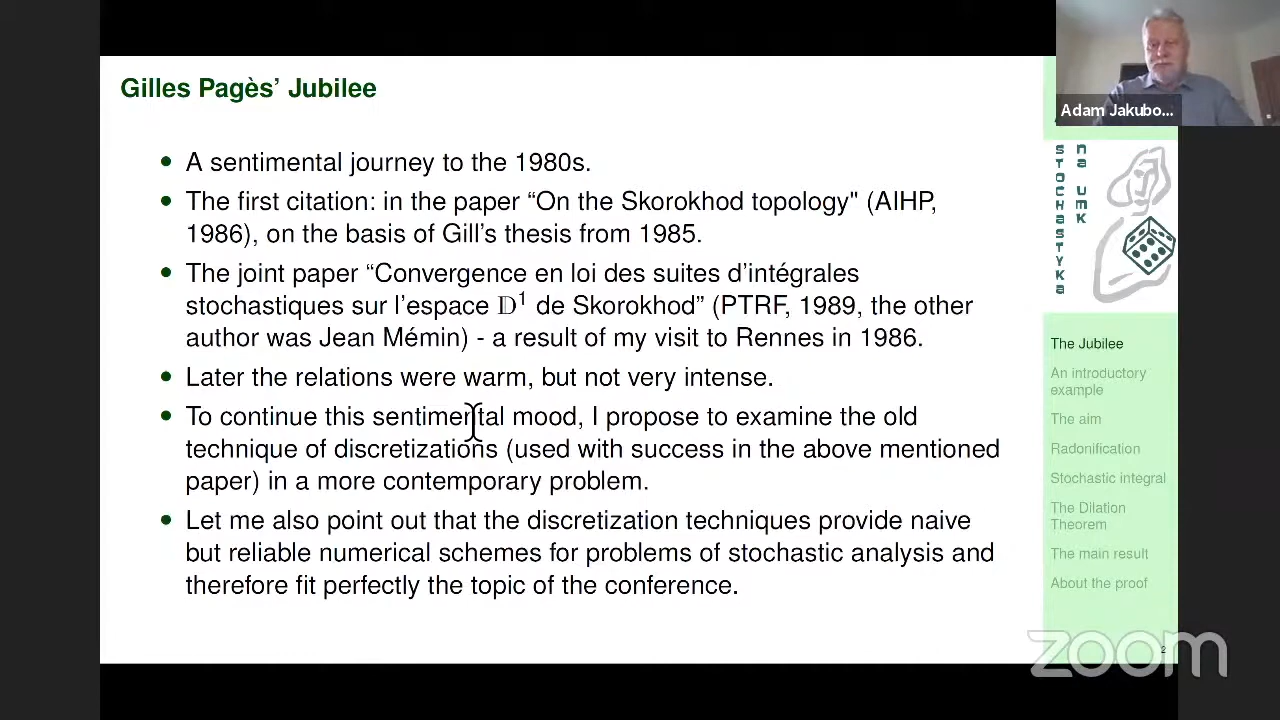 Gilles Pagès' Jubilee
• A sentimental journey to the 1980s.
• The first citation: in the paper “On the Skorokhod topology" (AIHP,
1986), on the basis of Gill's thesis from 1985.
• The joint paper “Convergence en loi des suites d'intégrales
stochastiques sur l'espace 𝔻¹ de Skorokhod” (PTRF, 1989, the other
author was Jean Mémin) - a result of my visit to Rennes in 1986.
• Later the relations were warm, but not very intense.
• To continue this sentimental mood, I propose to examine the old
technique of discretizations (used with success in the above mentioned
paper) in a more contemporary problem.
• Let me also point out that the discretization techniques provide naive
but reliable numerical schemes for problems of stochastic analysis and
therefore fit perfectly the topic of the conference.
Adam Jakubo...
STOCHASTYKA
na UMK
The Jubilee
An introductory
example
The aim
Radonification
Stochastic integral
The Dilation
Theorem
The main result
About the proof
2
zoom